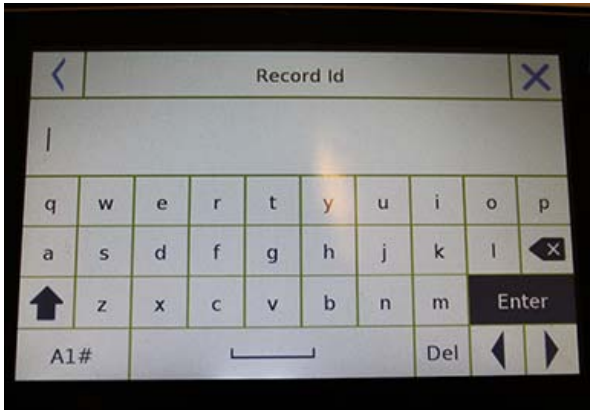 Record Id
q w e r t y u i o p
a s d f g h j k l
z x c v b n m Enter
A1# Del